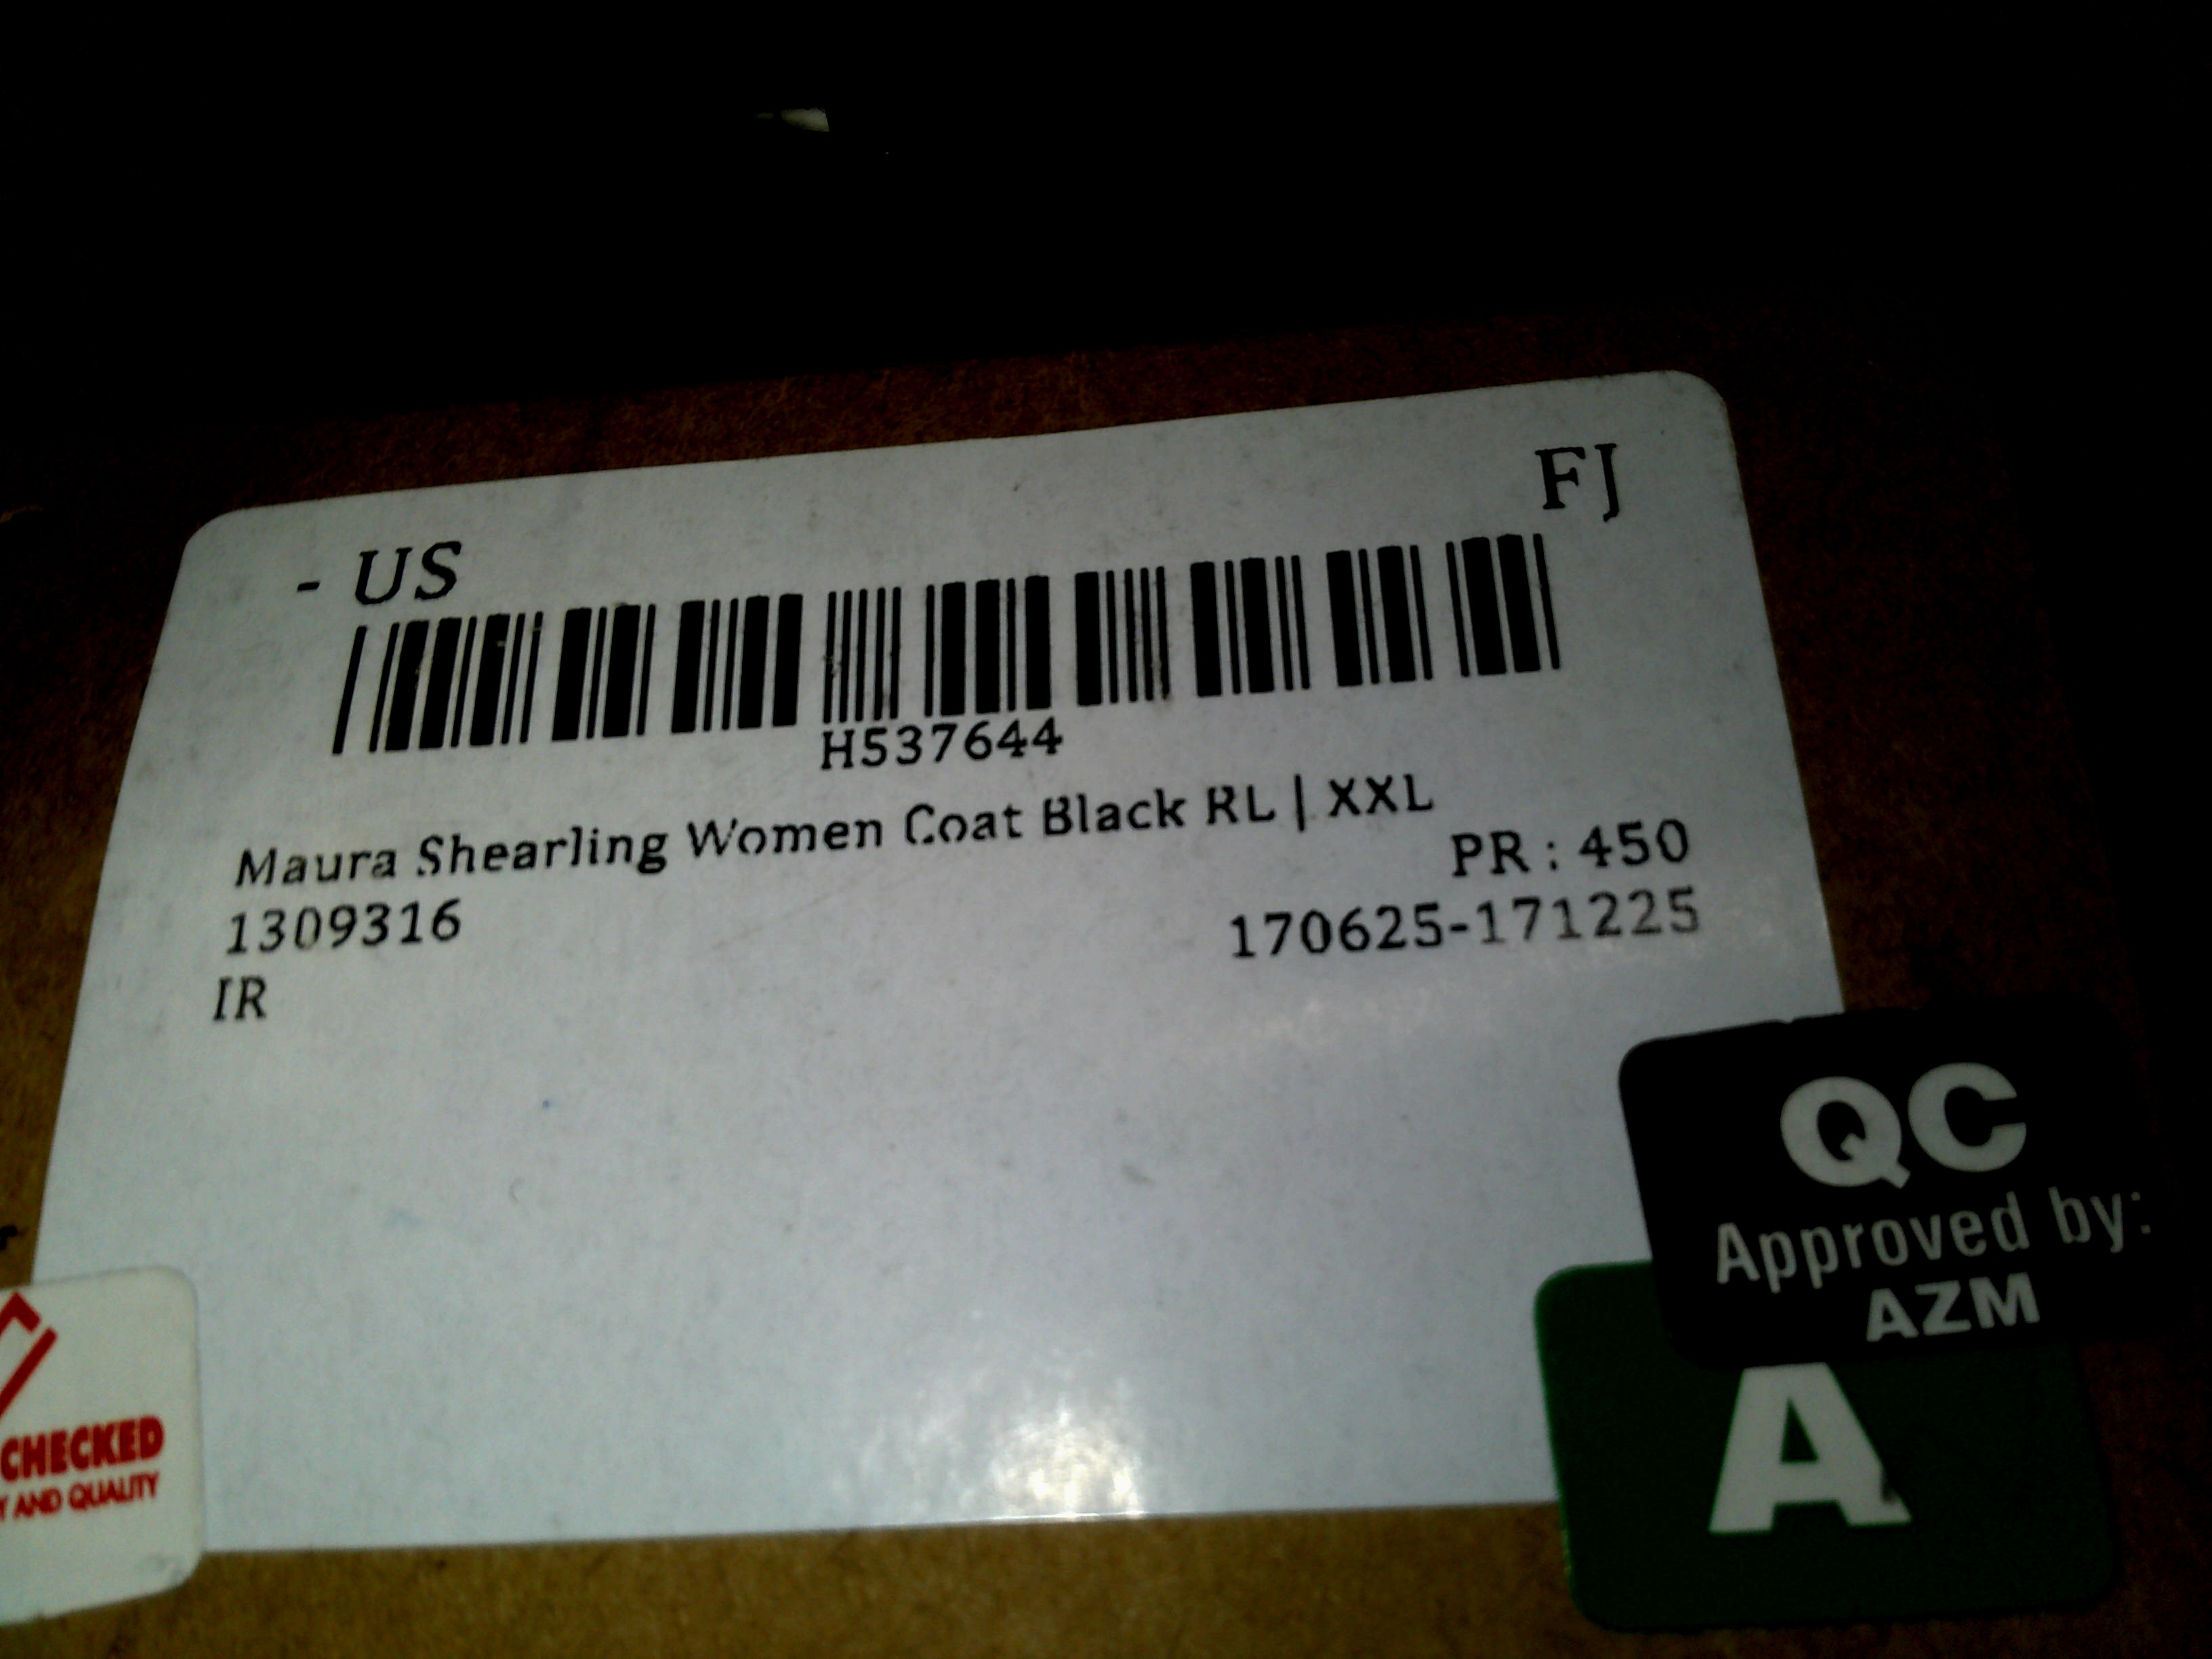 FJ
- US
H537644
Maura Shearling Women Coat Black RL | XXL
PR : 450
1309316
170625-171225
IR
QC
Approved by:
AZM
A
CHECKED
AND QUALITY